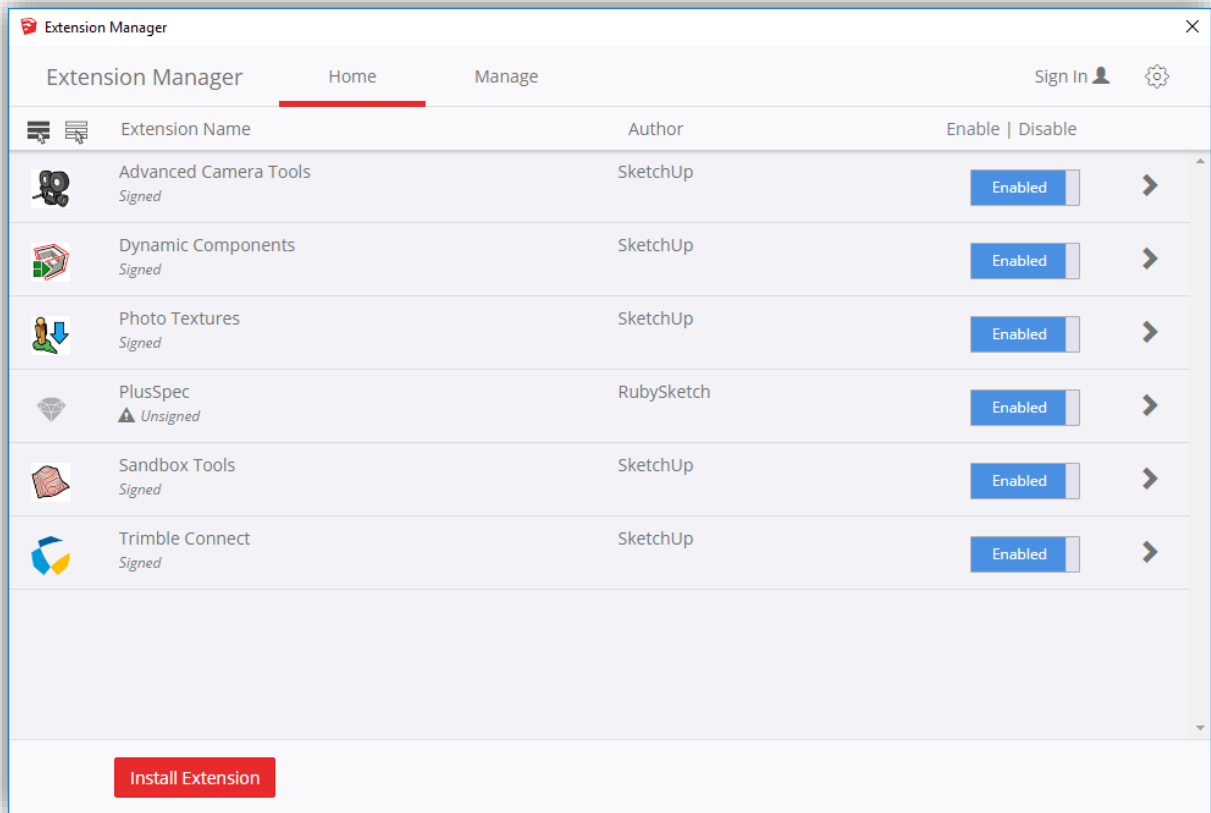 Extension Manager
Extension Manager Home Manage Sign In
Extension Name Author Enable | Disable
Advanced Camera Tools SketchUp
Signed
Enabled
Dynamic Components SketchUp
Signed
Enabled
Photo Textures SketchUp
Signed
Enabled
PlusSpec RubySketch
Unsigned
Enabled
Sandbox Tools SketchUp
Signed
Enabled
Trimble Connect SketchUp
Signed
Enabled
Install Extension